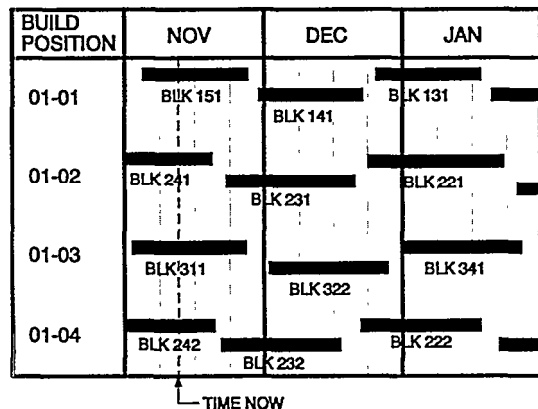 BUILD POSITION NOV DEC JAN
01-01
BLK 151 BLK 141 BLK 131
01-02
BLK 241 BLK 231 BLK 221
01-03
BLK 311 BLK 322 BLK 341
01-04
BLK 242 BLK 232 BLK 222
TIME NOW